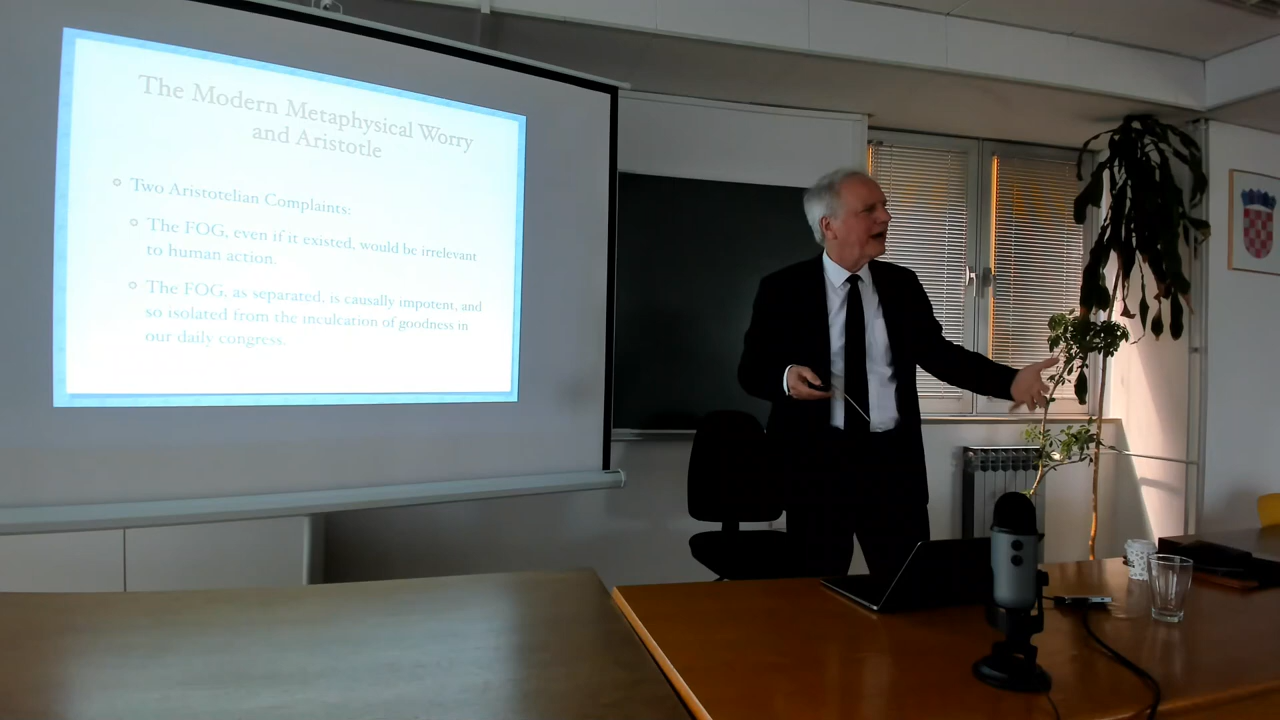 The Modern Metaphysical Worry
and Aristotle
Two Aristotelian Complaints:
The FOG, even if it existed, would be irrelevant
to human action.
The FOG, as separated, is causally impotent, and
so isolated from the inculcation of goodness in
our daily congress.